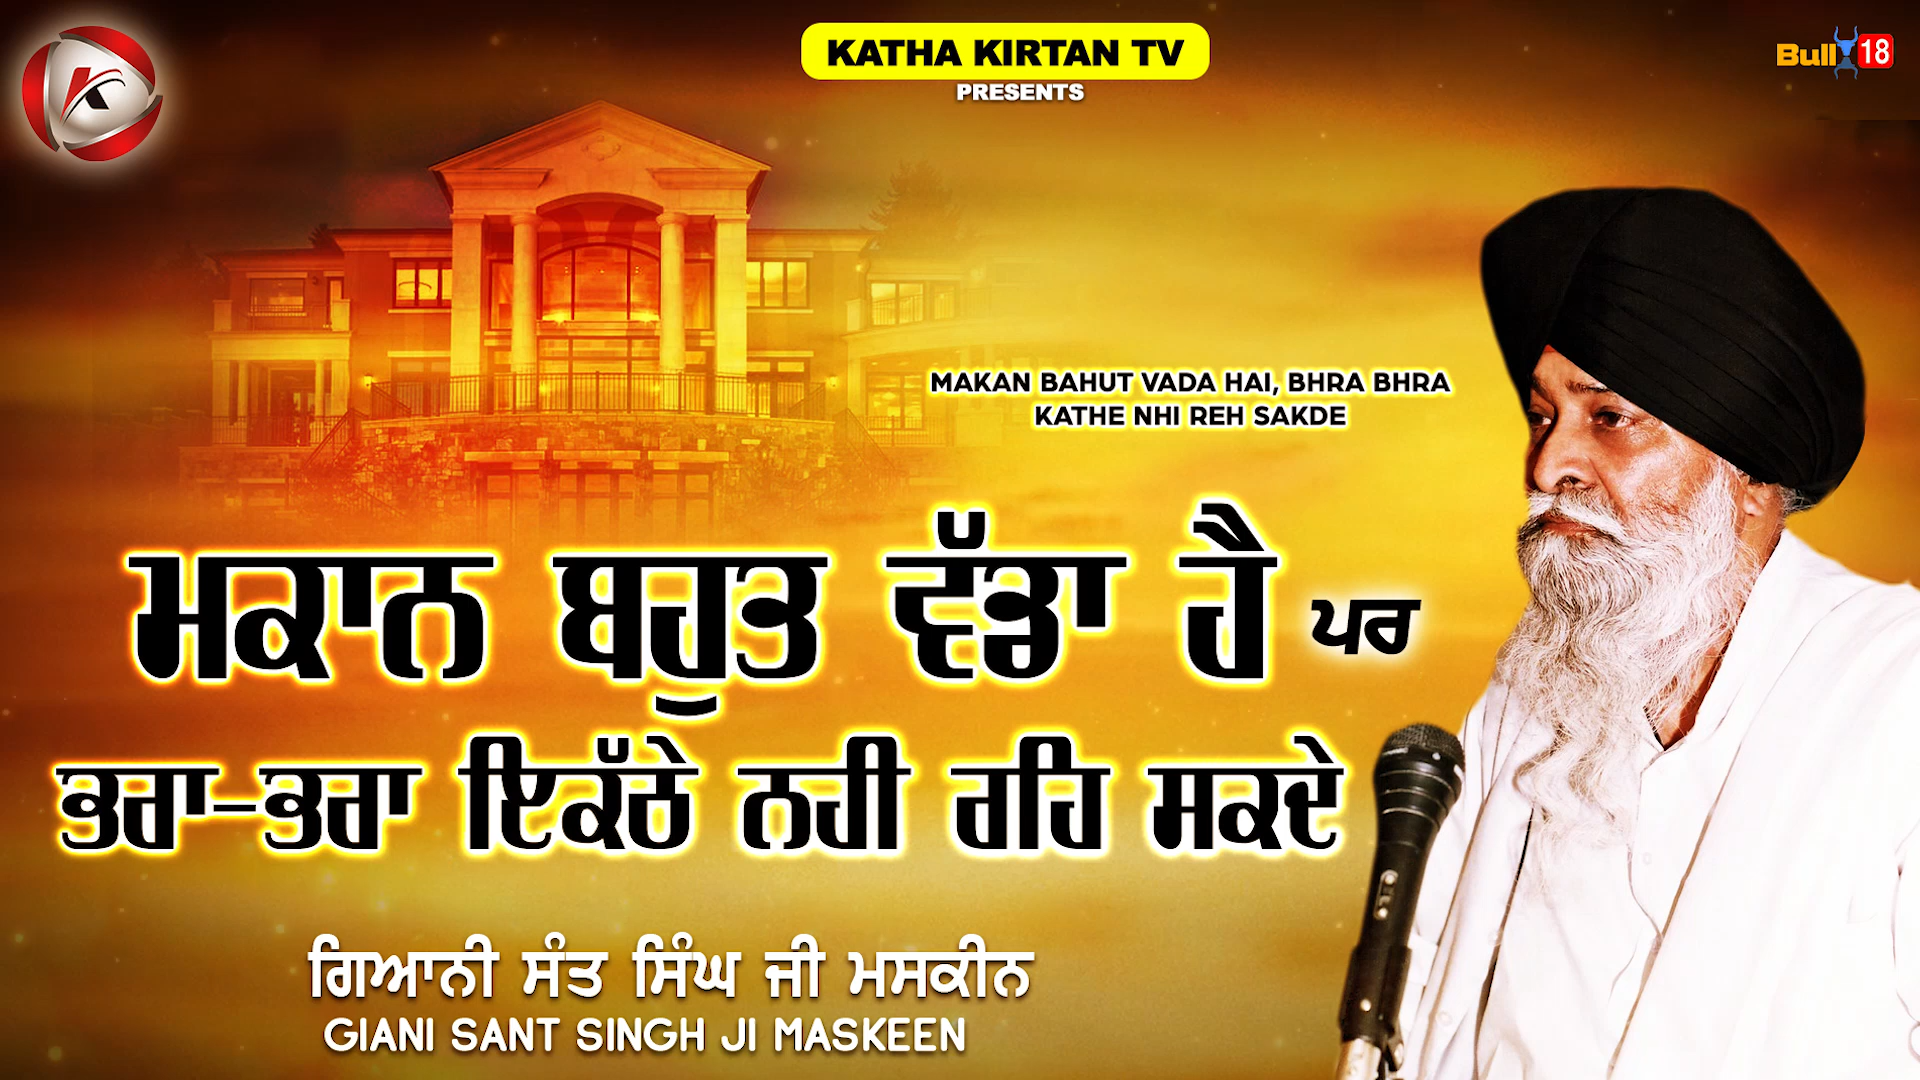 KATHA KIRTAN TV
PRESENTS
Bull 18
K
MAKAN BAHUT VADA HAI, BHRA BHRA
KATHE NHI REH SAKDE
ਮਕਾਨ ਬਹੁਤ ਵੱਡਾ ਹੈ ਪਰ
ਭਰਾ-ਭਰਾ ਇਕੱਠੇ ਨਹੀ ਰਹਿ ਸਕਦੇ
ਗਿਆਨੀ ਸੰਤ ਸਿੰਘ ਜੀ ਮਸਕੀਨ
GIANI SANT SINGH JI MASKEEN